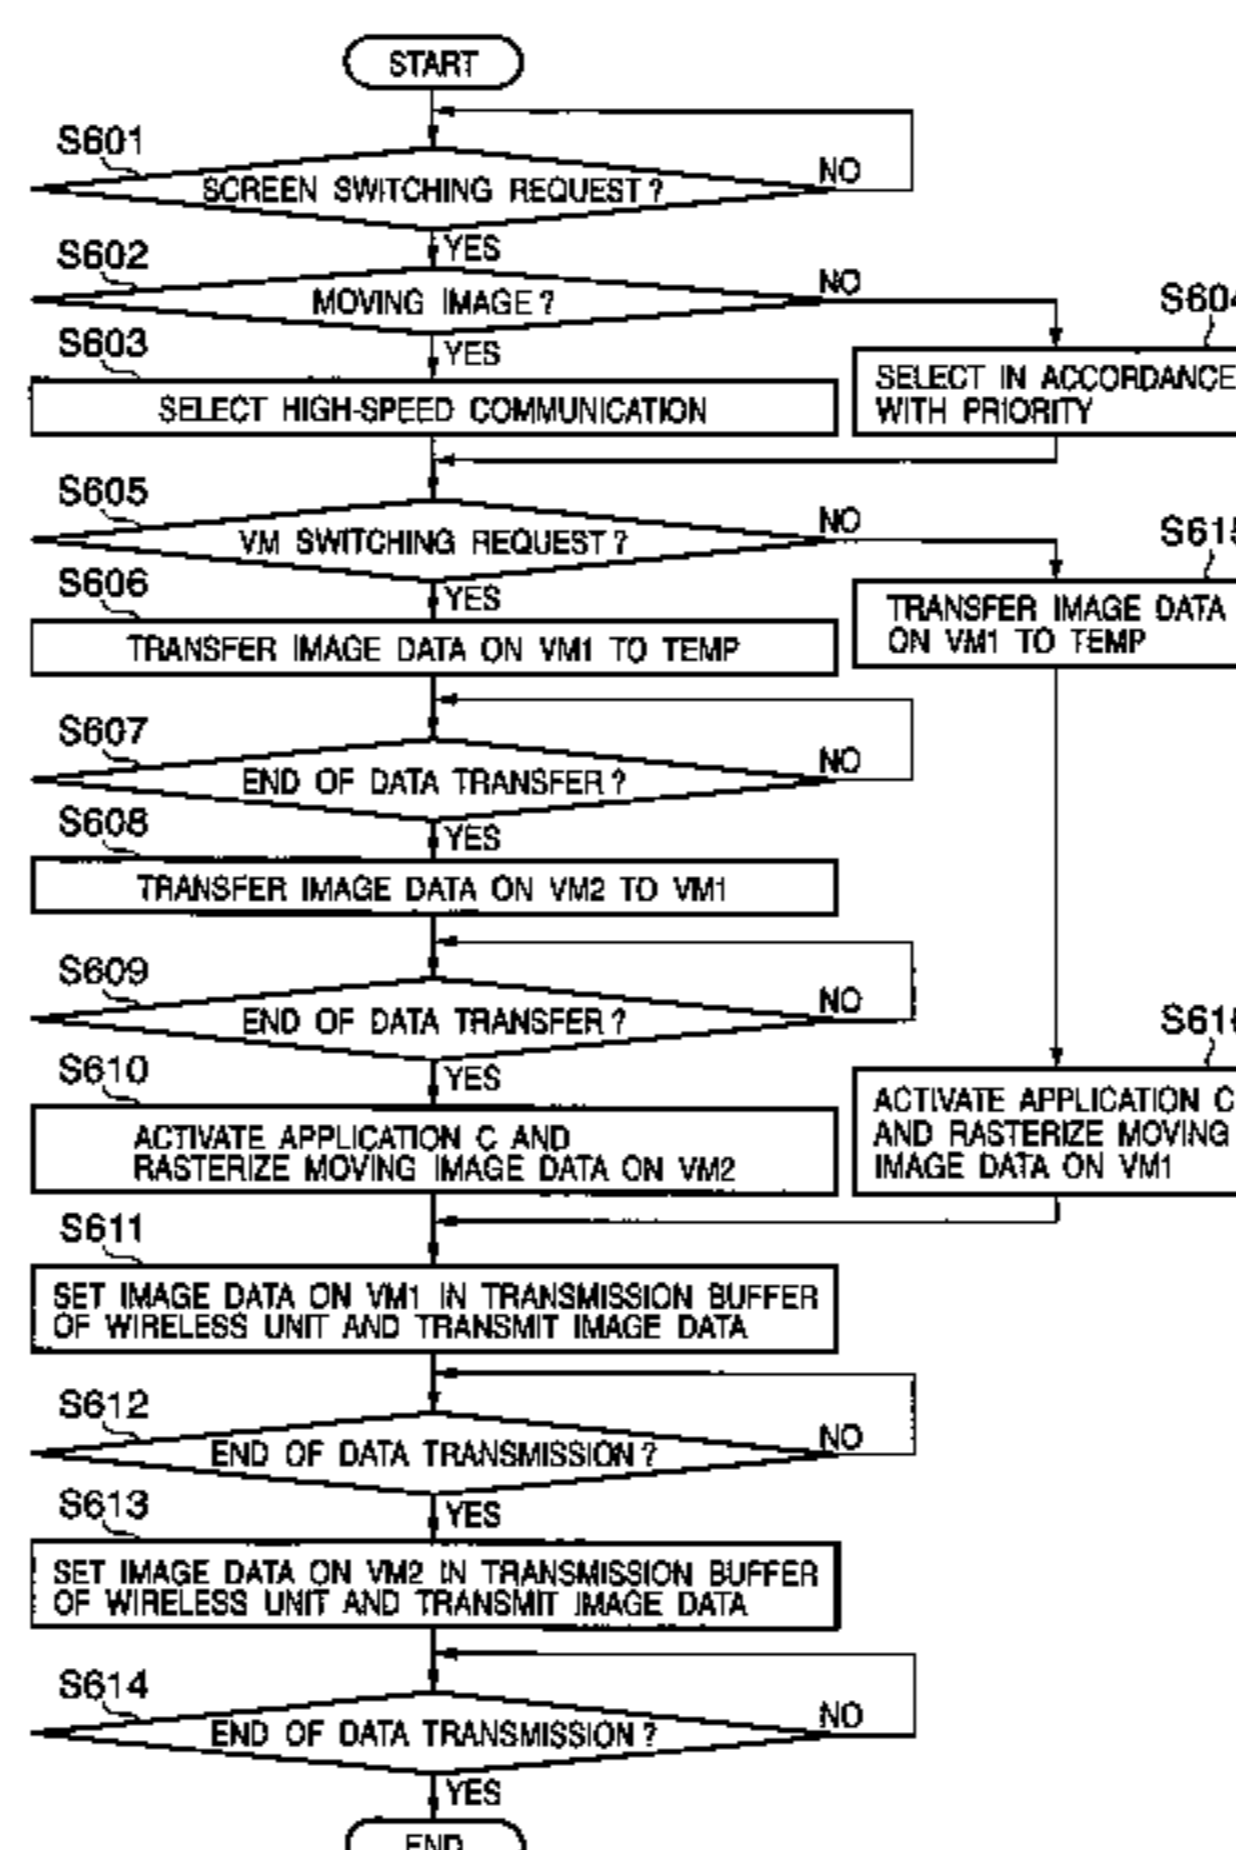 START
S601
SCREEN SWITCHING REQUEST?
NO
YES
S602
MOVING IMAGE?
NO
YES
S603
SELECT HIGH-SPEED COMMUNICATION
S604
SELECT IN ACCORDANCE
WITH PRIORITY
S605
VM SWITCHING REQUEST?
NO
YES
S606
TRANSFER IMAGE DATA ON VM1 TO TEMP
S615
TRANSFER IMAGE DATA
ON VM1 TO TEMP
S607
END OF DATA TRANSFER?
NO
YES
S608
TRANSFER IMAGE DATA ON VM2 TO VM1
S609
END OF DATA TRANSFER?
NO
YES
S610
ACTIVATE APPLICATION C AND
RASTERIZE MOVING IMAGE DATA ON VM2
S616
ACTIVATE APPLICATION C
AND RASTERIZE MOVING
IMAGE DATA ON VM1
S611
SET IMAGE DATA ON VM1 IN TRANSMISSION BUFFER
OF WIRELESS UNIT AND TRANSMIT IMAGE DATA
S612
END OF DATA TRANSMISSION?
NO
YES
S613
SET IMAGE DATA ON VM2 IN TRANSMISSION BUFFER
OF WIRELESS UNIT AND TRANSMIT IMAGE DATA
S614
END OF DATA TRANSMISSION?
NO
YES
END